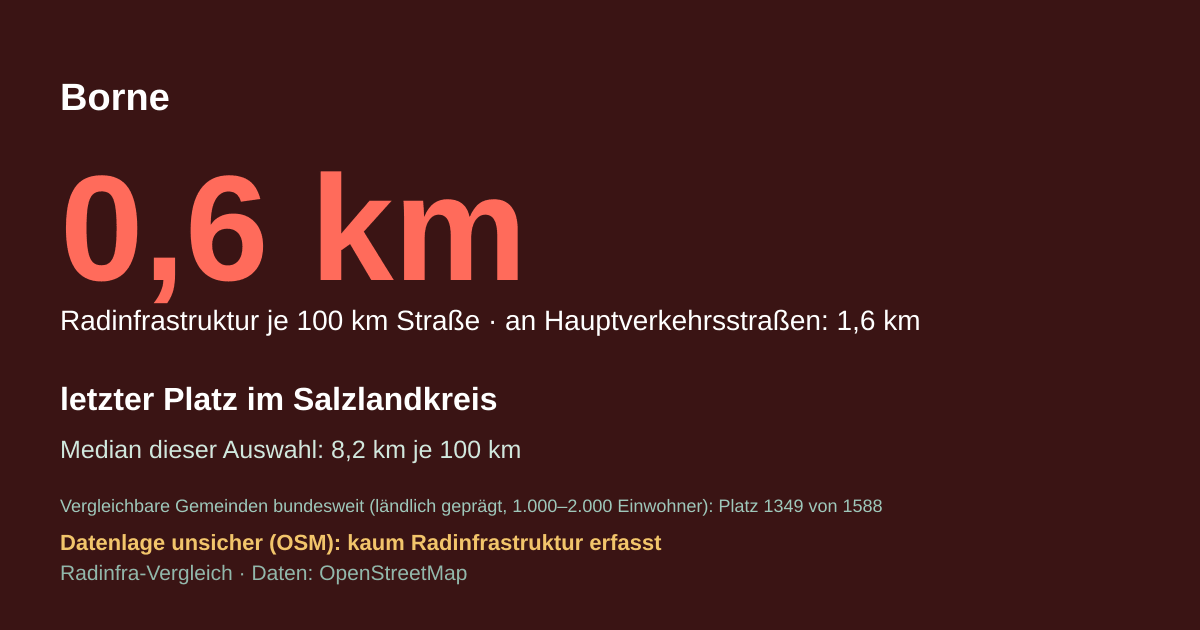 Borne
0,6 km
Radinfrastruktur je 100 km Straße · an Hauptverkehrsstraßen: 1,6 km
letzter Platz im Salzlandkreis
Median dieser Auswahl: 8,2 km je 100 km
Vergleichbare Gemeinden bundesweit (ländlich geprägt, 1.000–2.000 Einwohner): Platz 1349 von 1588
Datenlage unsicher (OSM): kaum Radinfrastruktur erfasst
Radinfra-Vergleich · Daten: OpenStreetMap